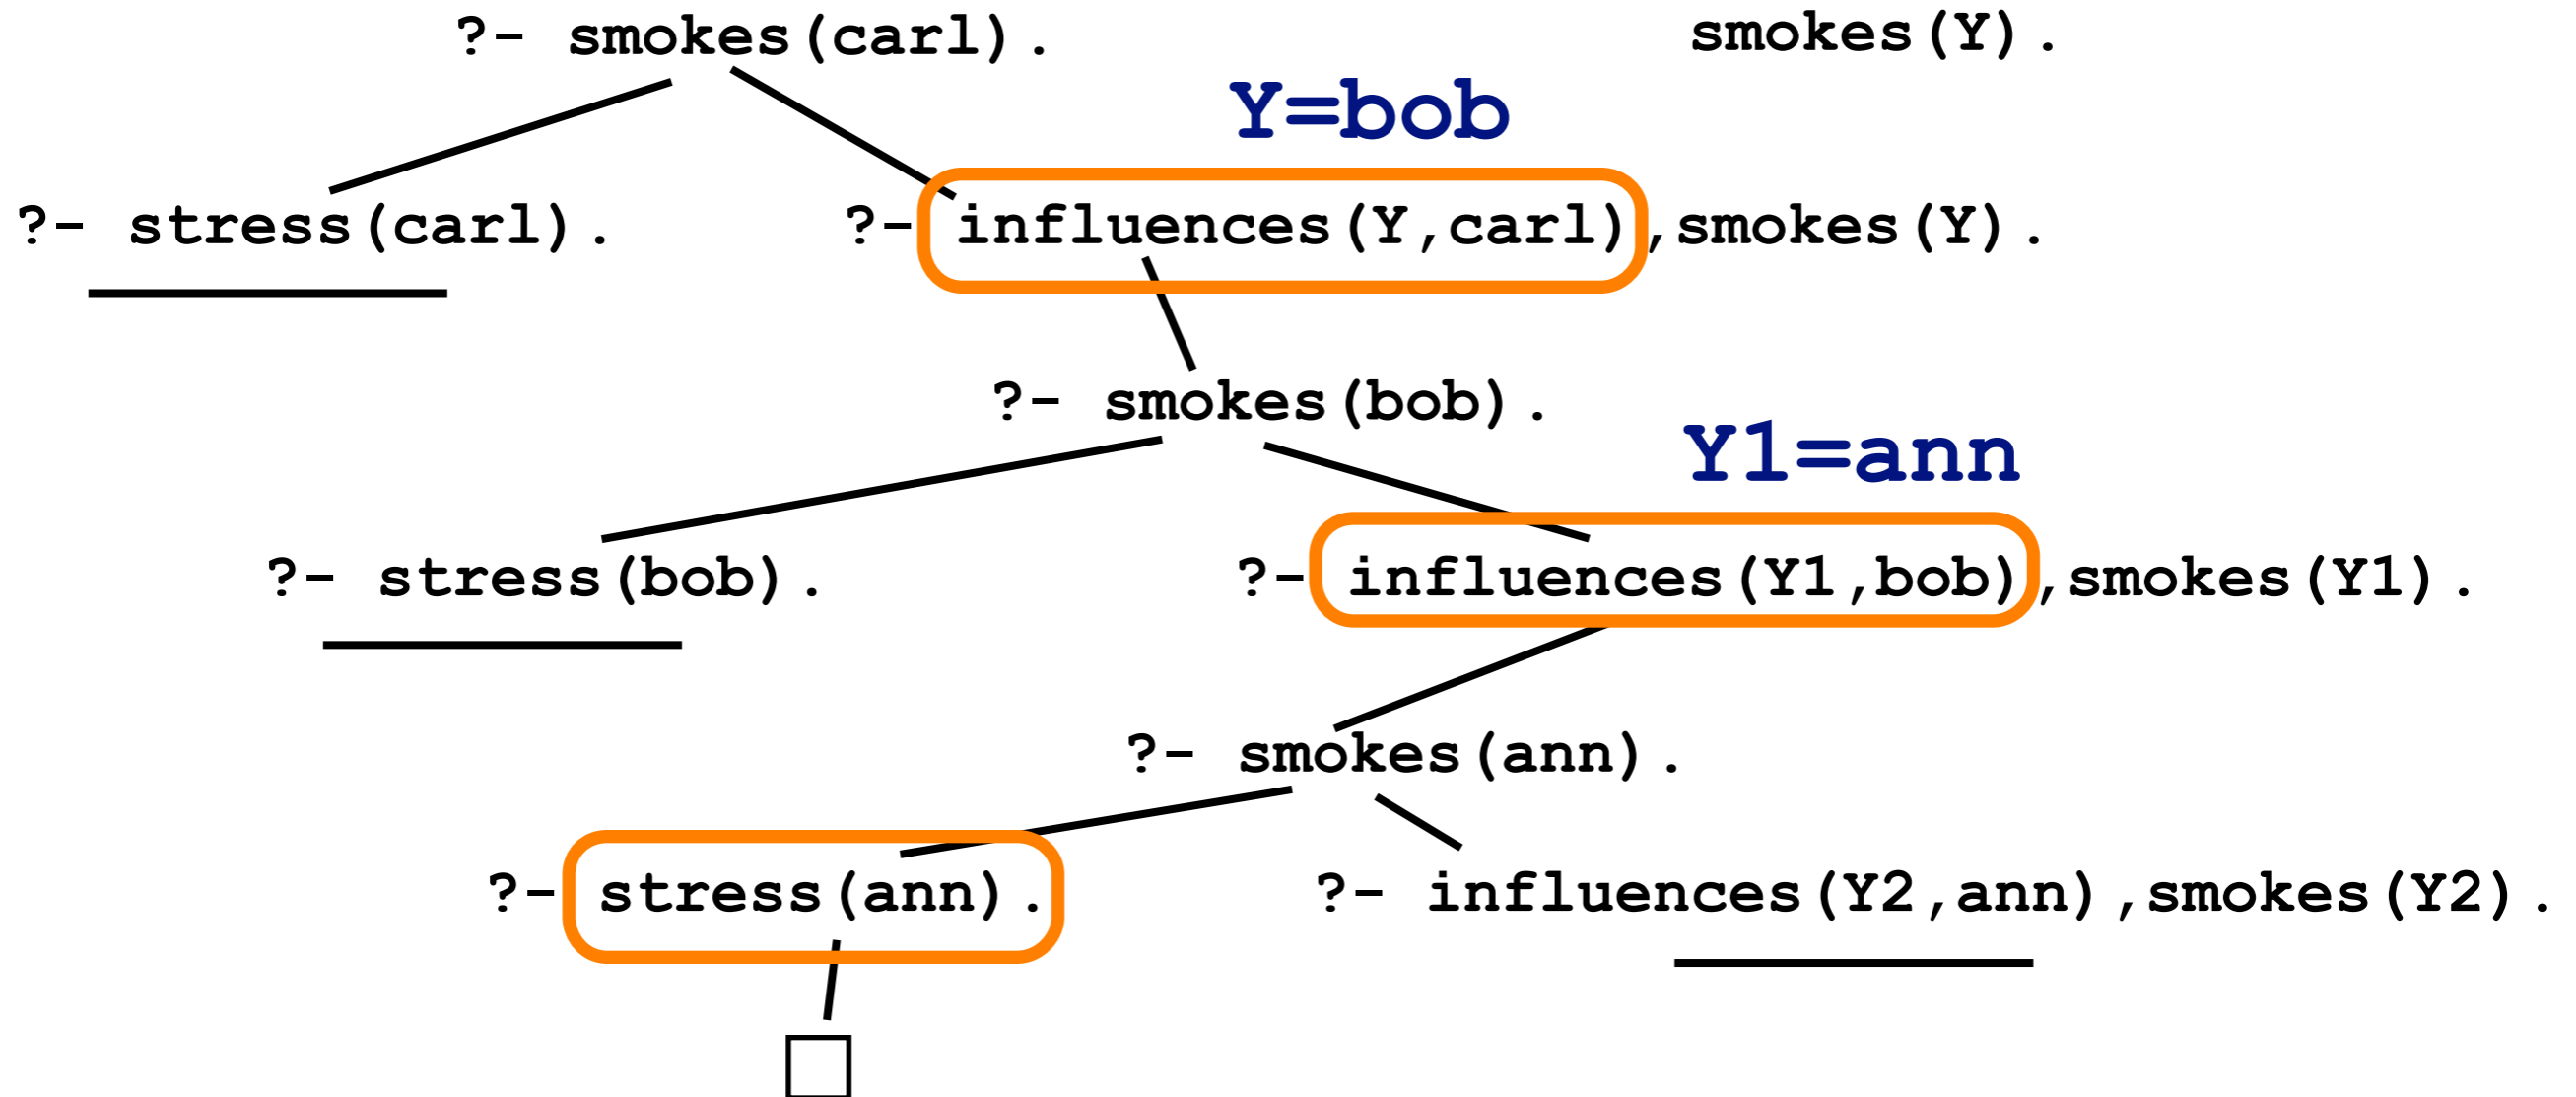 ?- smokes(carl).
smokes(Y).
Y=bob
?- stress(carl).
?- influences(Y,carl),smokes(Y).
?- smokes(bob).
Y1=ann
?- stress(bob).
?- influences(Y1,bob),smokes(Y1).
?- smokes(ann).
?- stress(ann).
?- influences(Y2,ann),smokes(Y2).